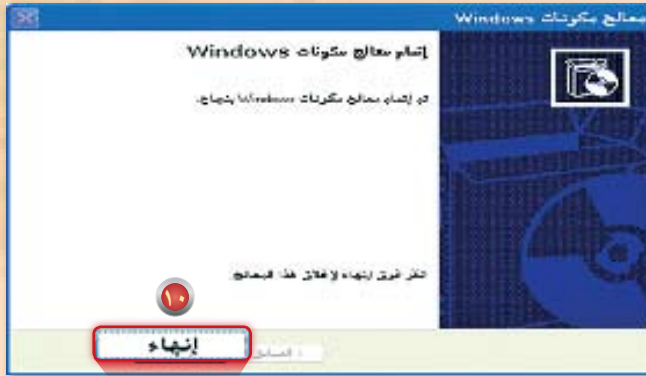 معالج مكونات Windows
إتمام معالج مكونات Windows
تم إتمام معالج مكونات Windows بنجاح.
انقر فوق إنهاء لإغلاق هذا المعالج.
١٠
< السابق
إنهاء